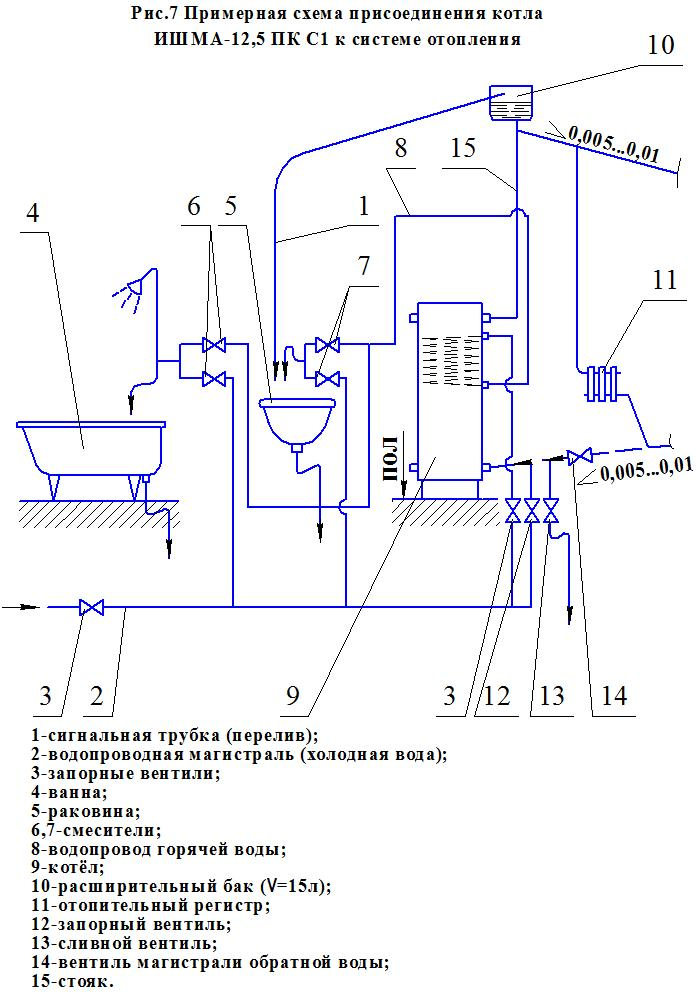 Рис.7 Примерная схема присоединения котла
ИШМА-12,5 ПК С1 к системе отопления
10
0,005...0,01
8
15
4
6
5
1
7
11
ПОЛ
0,005...0,01
3
2
9
3
12
13
14
1-сигнальная трубка (перелив);
2-водопроводная магистраль (холодная вода);
3-запорные вентили;
4-ванна;
5-раковина;
6,7-смесители;
8-водопровод горячей воды;
9-котёл;
10-расширительный бак (V=15л);
11-отопительный регистр;
12-запорный вентиль;
13-сливной вентиль;
14-вентиль магистрали обратной воды;
15-стояк.